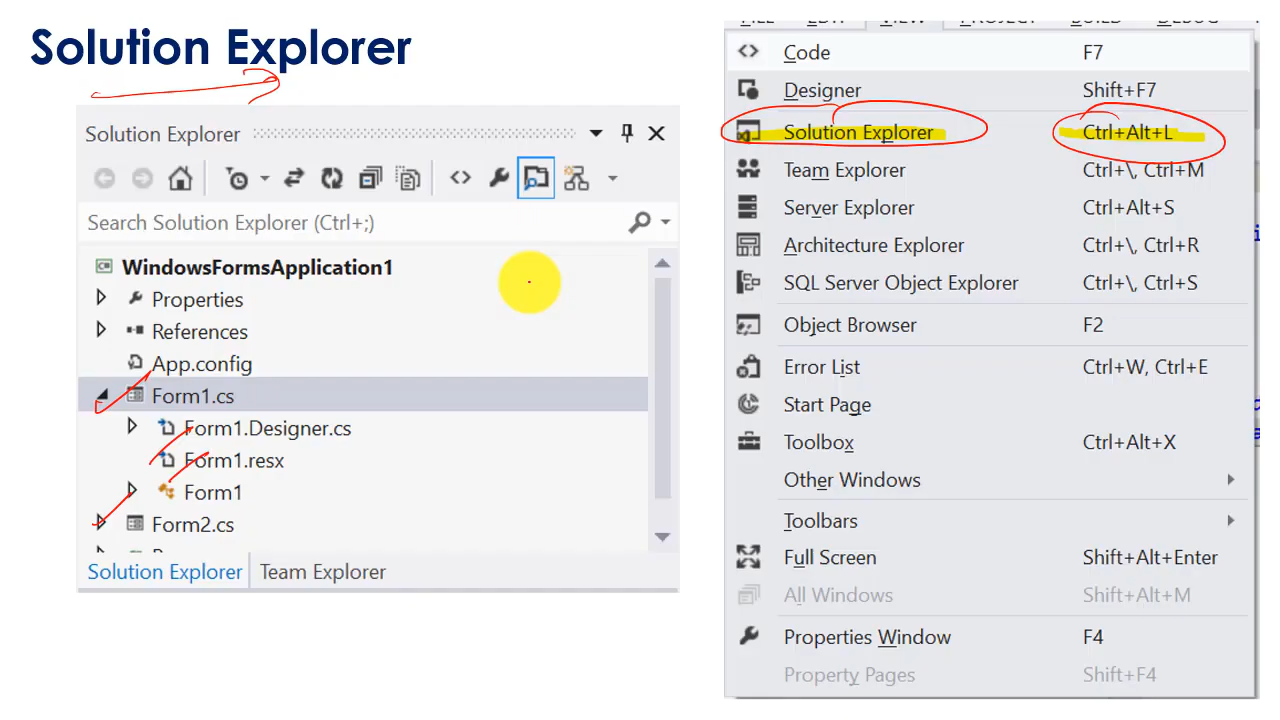 Solution Explorer
Solution Explorer
Search Solution Explorer (Ctrl+;)
WindowsFormsApplication1
Properties
References
App.config
Form1.cs
Form1.Designer.cs
Form1.resx
Form1
Form2.cs
Solution Explorer Team Explorer
VIEW PROJECT BUILD DEBUG
Code F7
Designer Shift+F7
Solution Explorer Ctrl+Alt+L
Team Explorer Ctrl+\, Ctrl+M
Server Explorer Ctrl+Alt+S
Architecture Explorer Ctrl+\, Ctrl+R
SQL Server Object Explorer Ctrl+\, Ctrl+S
Object Browser F2
Error List Ctrl+W, Ctrl+E
Start Page
Toolbox Ctrl+Alt+X
Other Windows
Toolbars
Full Screen Shift+Alt+Enter
All Windows Shift+Alt+M
Properties Window F4
Property Pages Shift+F4